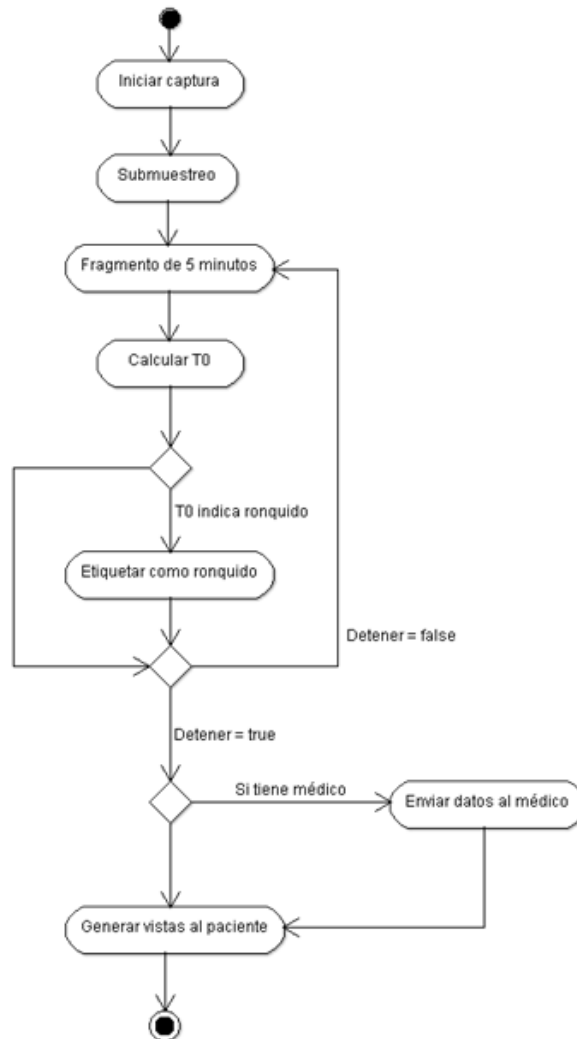 Iniciar captura
Submuestreo
Fragmento de 5 minutos
Calcular T0
T0 indica ronquido
Etiquetar como ronquido
Detener = false
Detener = true
Si tiene médico
Enviar datos al médico
Generar vistas al paciente